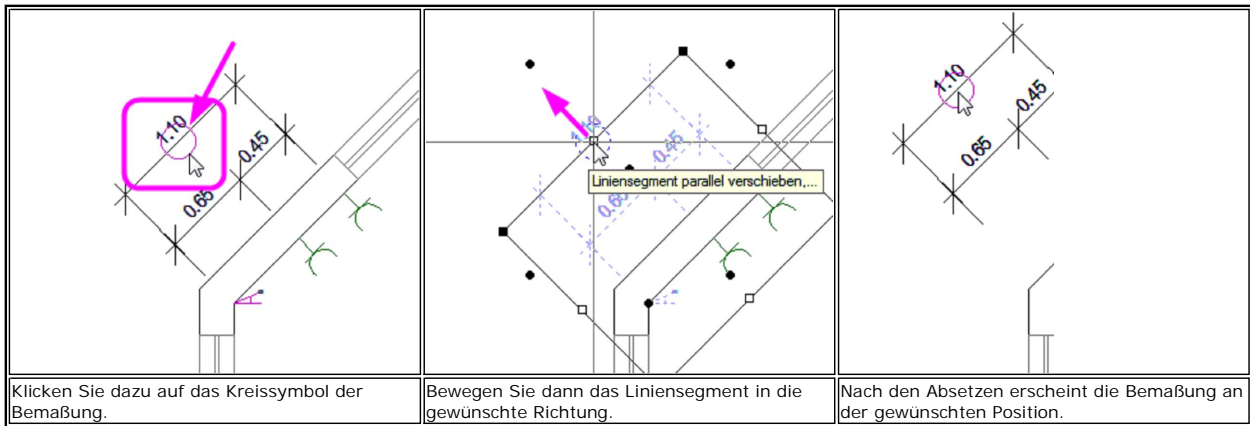 1.10
0.45
0.65
1.10
0.45
0.65
Liniensegment parallel verschieben,...
1.10
0.45
0.65
Klicken Sie dazu auf das Kreissymbol der
Bemaßung.
Bewegen Sie dann das Liniensegment in die
gewünschte Richtung.
Nach den Absetzen erscheint die Bemaßung an
der gewünschten Position.